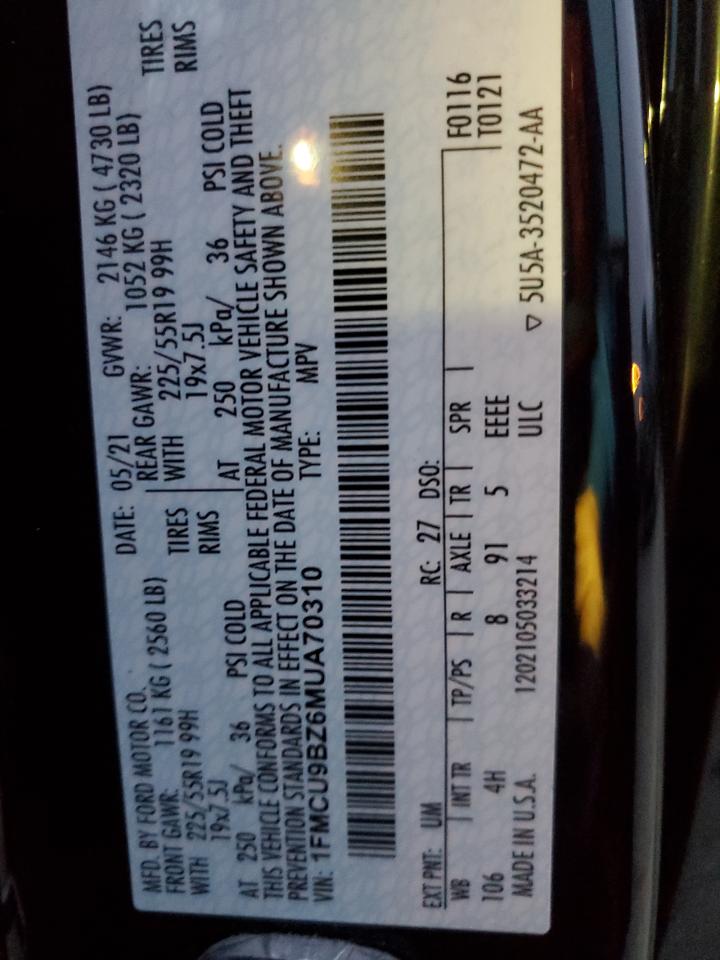 MFD. BY FORD MOTOR CO. DATE: 05/21 GVWR: 2146 KG ( 4730 LB)
FRONT GAWR: 1161 KG ( 2560 LB) REAR GAWR: 1052 KG ( 2320 LB)
WITH 225/55R19 99H TIRES WITH 225/55R19 99H TIRES
19x7.5J RIMS 19x7.5J RIMS
AT 250 kPa/ 36 PSI COLD AT 250 kPa/ 36 PSI COLD
THIS VEHICLE CONFORMS TO ALL APPLICABLE FEDERAL MOTOR VEHICLE SAFETY AND THEFT
PREVENTION STANDARDS IN EFFECT ON THE DATE OF MANUFACTURE SHOWN ABOVE.
VIN: 1FMCU9BZ6MUA70310 TYPE: MPV
EXT PNT: UM RC: 27 DSO: F0116
WB INT TR TP/PS R AXLE TR SPR T0121
106 4H 8 91 5 EEEE
MADE IN U.S.A. 1202105033214 ULC ▽ 5U5A-3520472-AA